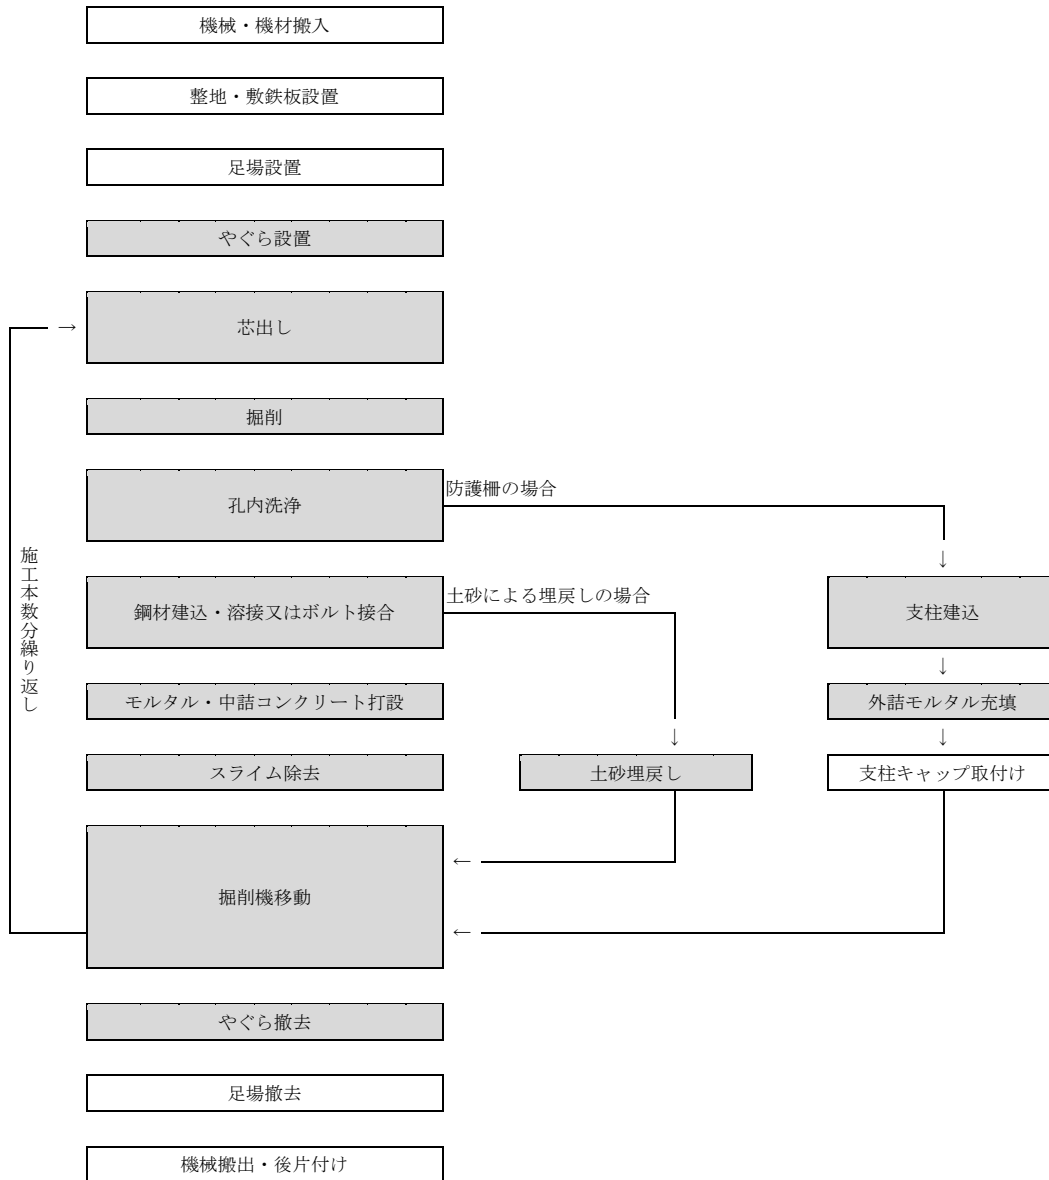 機械・機材搬入
整地・敷鉄板設置
足場設置
やぐら設置
→
芯出し
掘削
孔内洗浄
防護柵の場合
↓
施工本数分繰り返し
鋼材建込・溶接又はボルト接合
土砂による埋戻しの場合
支柱建込
↓
モルタル・中詰コンクリート打設
外詰モルタル充填
↓
↓
スライム除去
土砂埋戻し
支柱キャップ取付け
←
掘削機移動
←
やぐら撤去
足場撤去
機械搬出・後片付け